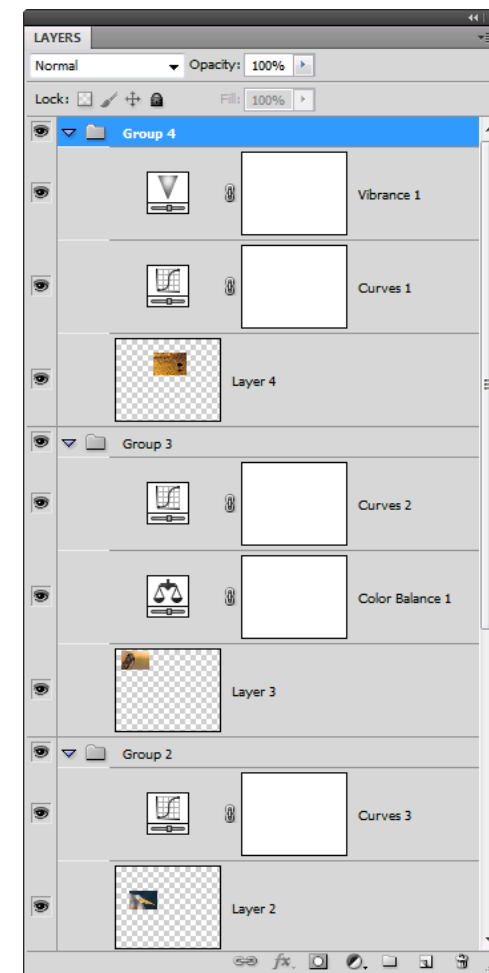 LAYERS
Normal Opacity: 100%
Lock: Fill: 100%
Group 4
Vibrance 1
Curves 1
Layer 4
Group 3
Curves 2
Color Balance 1
Layer 3
Group 2
Curves 3
Layer 2
fx.